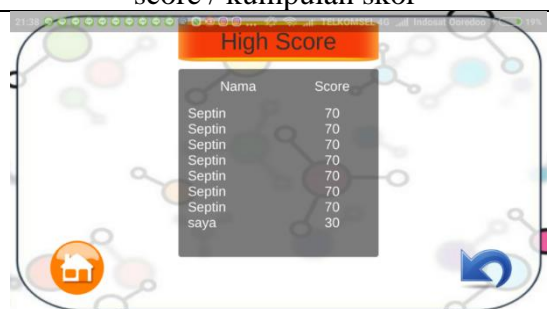 score / kumpulan skor
21:38 ... TELKOMSEL 4G Indosat Ooredoo 19%
High Score
Nama Score
Septin 70
Septin 70
Septin 70
Septin 70
Septin 70
Septin 70
Septin 70
saya 30